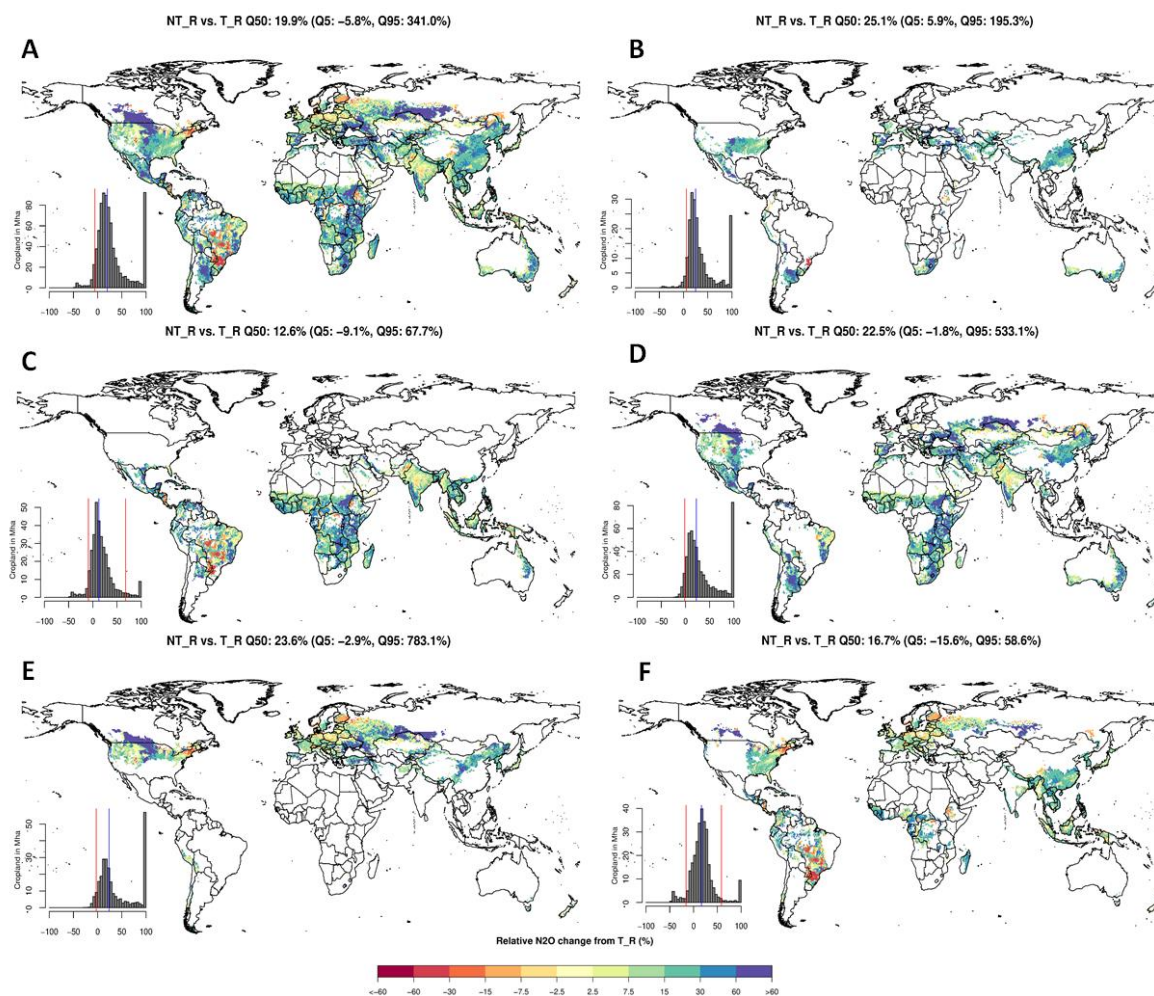 NT_R vs. T_R Q50: 19.9% (Q5: −5.8%, Q95: 341.0%)
NT_R vs. T_R Q50: 25.1% (Q5: 5.9%, Q95: 195.3%)
A
B
Cropland in Mha
0 20 40 60 80
−100 −50 0 50 100
Cropland in Mha
0 5 10 20 30
−100 −50 0 50 100
NT_R vs. T_R Q50: 12.6% (Q5: −9.1%, Q95: 67.7%)
NT_R vs. T_R Q50: 22.5% (Q5: −1.8%, Q95: 533.1%)
C
D
Cropland in Mha
0 10 20 30 40 50
−100 −50 0 50 100
Cropland in Mha
0 20 40 60 80
−100 −50 0 50 100
NT_R vs. T_R Q50: 23.6% (Q5: −2.9%, Q95: 783.1%)
NT_R vs. T_R Q50: 16.7% (Q5: −15.6%, Q95: 58.6%)
E
F
Cropland in Mha
0 10 30 50
−100 −50 0 50 100
Cropland in Mha
0 10 20 30 40
−100 −50 0 50 100
Relative N2O change from T_R (%)
<−60 −60 −30 −15 −7.5 −2.5 2.5 7.5 15 30 60 >60